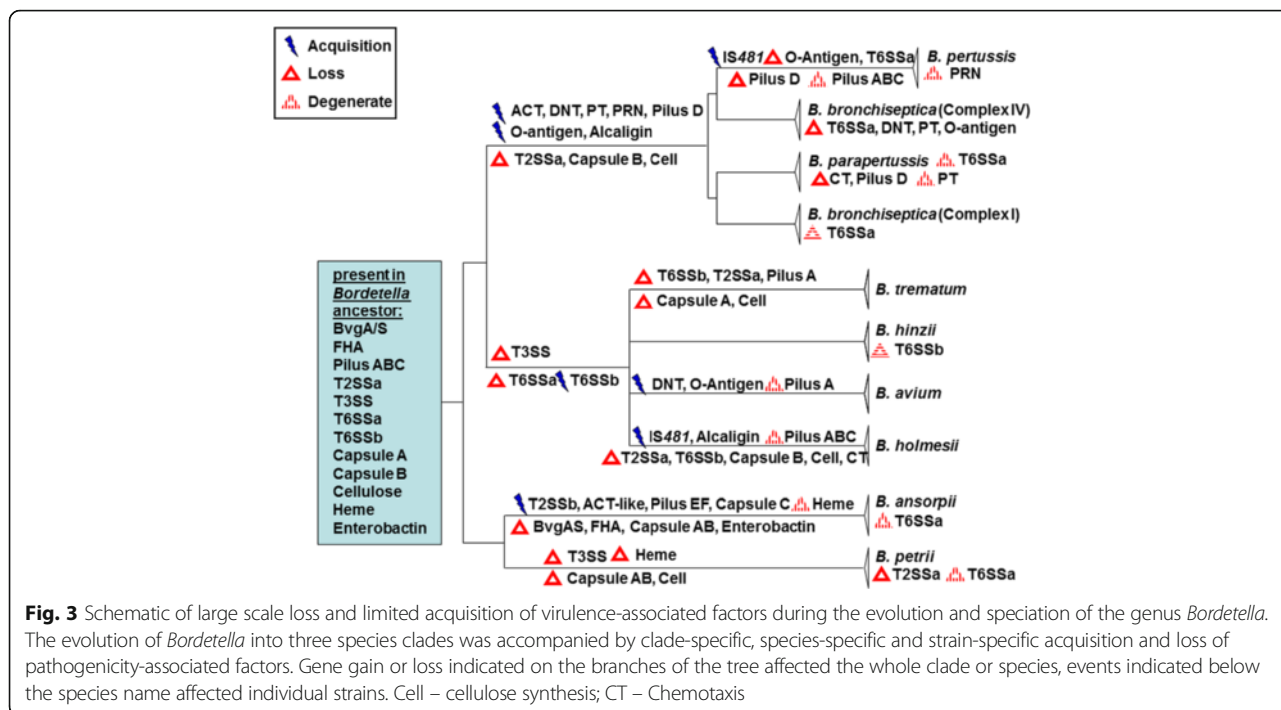 Acquisition
Loss
Degenerate
IS481 O-Antigen, T6SSa
Pilus D Pilus ABC
B. pertussis
PRN
ACT, DNT, PT, PRN, Pilus D
O-antigen, Alcaligin
T2SSa, Capsule B, Cell
B. bronchiseptica (Complex IV)
T6SSa, DNT, PT, O-antigen
B. parapertussis T6SSa
CT, Pilus D PT
B. bronchiseptica (Complex I)
T6SSa
present in
Bordetella
ancestor:
BvgA/S
FHA
Pilus ABC
T2SSa
T3SS
T6SSa
T6SSb
Capsule A
Capsule B
Cellulose
Heme
Enterobactin
T3SS
T6SSa T6SSb
T6SSb, T2SSa, Pilus A
Capsule A, Cell
B. trematum
B. hinzii
T6SSb
DNT, O-Antigen Pilus A
B. avium
IS481, Alcaligin Pilus ABC
T2SSa, T6SSb, Capsule B, Cell, CT
B. holmesii
T2SSb, ACT-like, Pilus EF, Capsule C Heme
BvgAS, FHA, Capsule AB, Enterobactin
B. ansorpii
T6SSa
T3SS Heme
Capsule AB, Cell
B. petrii
T2SSa T6SSa
Fig. 3 Schematic of large scale loss and limited acquisition of virulence-associated factors during the evolution and speciation of the genus Bordetella.
The evolution of Bordetella into three species clades was accompanied by clade-specific, species-specific and strain-specific acquisition and loss of
pathogenicity-associated factors. Gene gain or loss indicated on the branches of the tree affected the whole clade or species, events indicated below
the species name affected individual strains. Cell – cellulose synthesis; CT – Chemotaxis